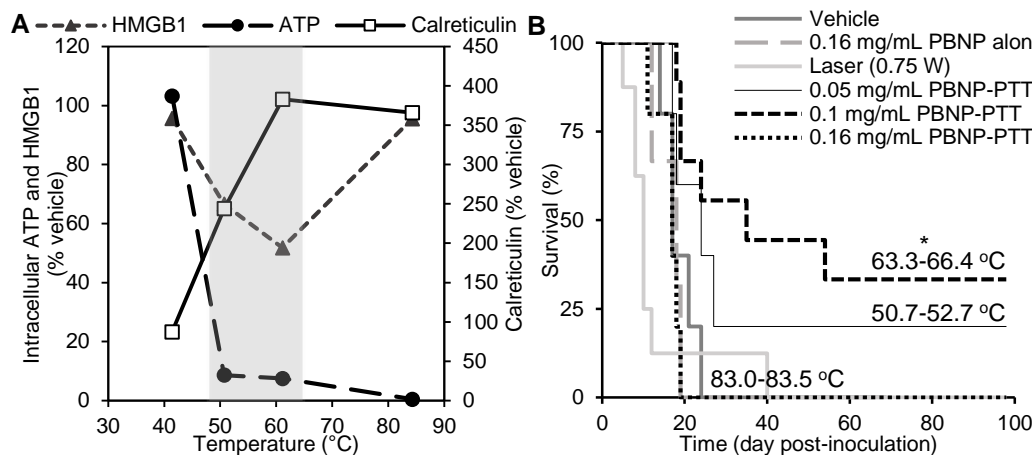 A
HMGB1 ATP Calreticulin
Intracellular ATP and HMGB1
(% vehicle)
120
100
80
60
40
20
0
450
400
350
300
250
200
150
100
50
0
Calreticulin (% vehicle)
30 40 50 60 70 80 90
Temperature (°C)
B
Vehicle
0.16 mg/mL PBNP alon
Laser (0.75 W)
0.05 mg/mL PBNP-PTT
0.1 mg/mL PBNP-PTT
0.16 mg/mL PBNP-PTT
Survival (%)
100
75
50
25
0
*
63.3-66.4 °C
50.7-52.7 °C
83.0-83.5 °C
0 20 40 60 80 100
Time (day post-inoculation)